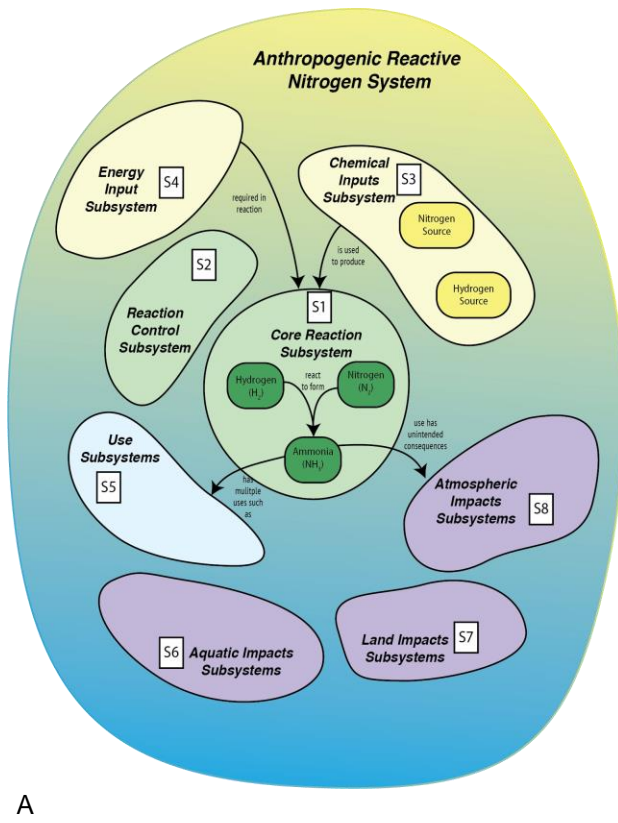 Anthropogenic Reactive
Nitrogen System
Energy
Input
Subsystem
S4
required in
reaction
Chemical
Inputs
Subsystem
S3
Nitrogen
Source
Hydrogen
Source
is used
to produce
S2
Reaction
Control
Subsystem
S1
Core Reaction
Subsystem
Hydrogen
(H₂)
react
to form
Nitrogen
(N₂)
Ammonia
(NH₃)
use has
unintended
consequences
Use
Subsystems
S5
has
mulitple
uses such
as
Atmospheric
Impacts
Subsystems
S8
S6
Aquatic Impacts
Subsystems
Land Impacts
Subsystems
S7
A